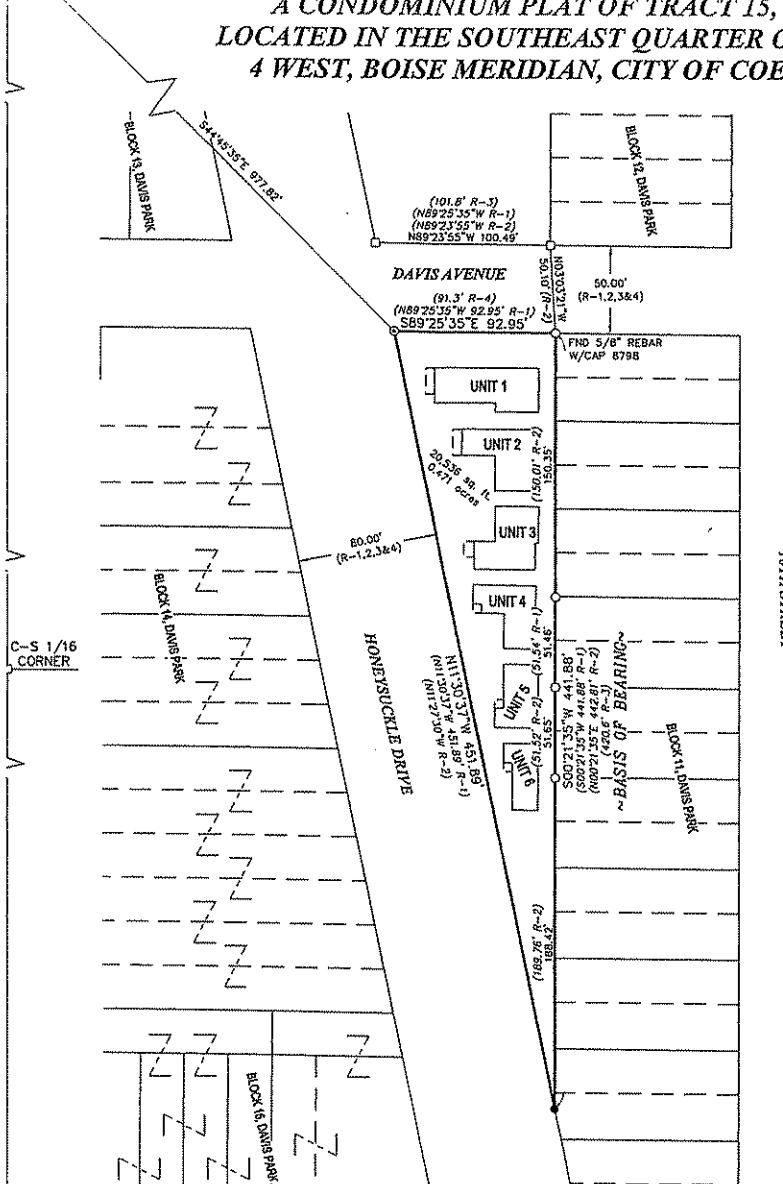 A CONDOMINIUM PLAT OF TRACT 15,
LOCATED IN THE SOUTHEAST QUARTER O
4 WEST, BOISE MERIDIAN, CITY OF COE
BLOCK 13, DAVIS PARK
S44°45'35"E 977.82'
BLOCK 12, DAVIS PARK
(101.8' R-3)
(N89°25'35"W R-1)
(N89°23'55"W R-2)
N89°23'55"W 100.49'
DAVIS AVENUE
N03°03'21"W
50.10' (R-2)
50.00'
(R-1,2,3&4)
(91.3' R-4)
(N89°25'35"W 92.95' R-1)
S89°25'35"E 92.95'
FND 5/8" REBAR
W/CAP 8798
UNIT 1
UNIT 2
20,536 sq. ft.
0.471 acres
(150.01' R-2)
150.35'
UNIT 3
80.00'
(R-1,2,3&4)
UNIT 4
BLOCK 14, DAVIS PARK
C-S 1/16
CORNER
HONEYSUCKLE DRIVE
N11°30'37"W 451.89'
(N11°30'37"W 451.89' R-1)
(N11°27'30"W R-2)
(51.54' R-1)
51.46'
UNIT 5
(51.52' R-2)
51.65'
UNIT 6
S00°21'35"W 441.88'
(S00°21'35"W 441.88' R-1)
(N00°21'35"E 442.61' R-2)
(420.6' R-3)
~BASIS OF BEARING~
BLOCK 11, DAVIS PARK
(189.76' R-2)
188.42'
BLOCK 15, DAVIS PARK